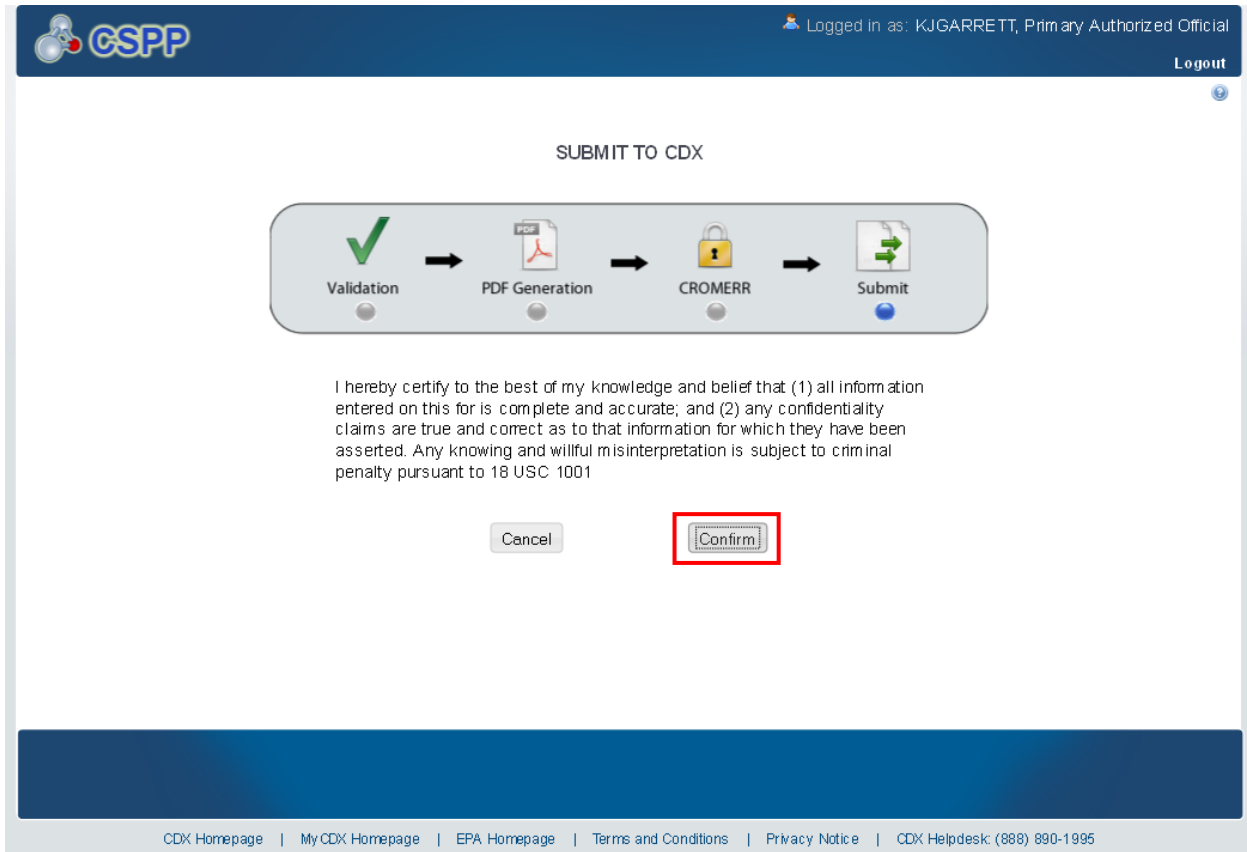 CSPP
Logged in as: KJGARRETT, Primary Authorized Official
Logout
?
SUBMIT TO CDX
PDF
Validation
PDF Generation
CROMERR
Submit
I hereby certify to the best of my knowledge and belief that (1) all information
entered on this for is complete and accurate; and (2) any confidentiality
claims are true and correct as to that information for which they have been
asserted. Any knowing and willful misinterpretation is subject to criminal
penalty pursuant to 18 USC 1001
Cancel
Confirm
CDX Homepage | MyCDX Homepage | EPA Homepage | Terms and Conditions | Privacy Notice | CDX Helpdesk: (888) 890-1995